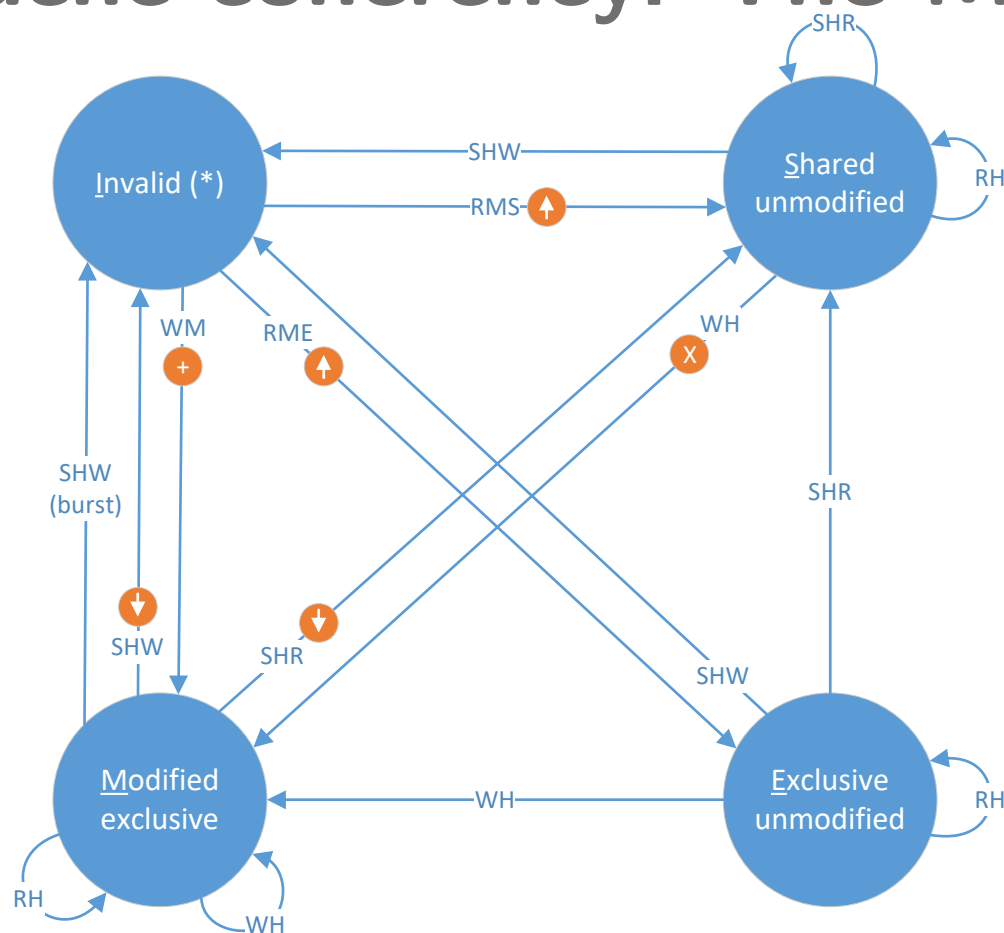 SHR
Invalid (*)
SHW
Shared
unmodified
RH
RMS
WM
RME
WH
+
X
SHW
(burst)
SHR
SHW
SHR
SHW
Modified
exclusive
WH
Exclusive
unmodified
RH
RH
WH